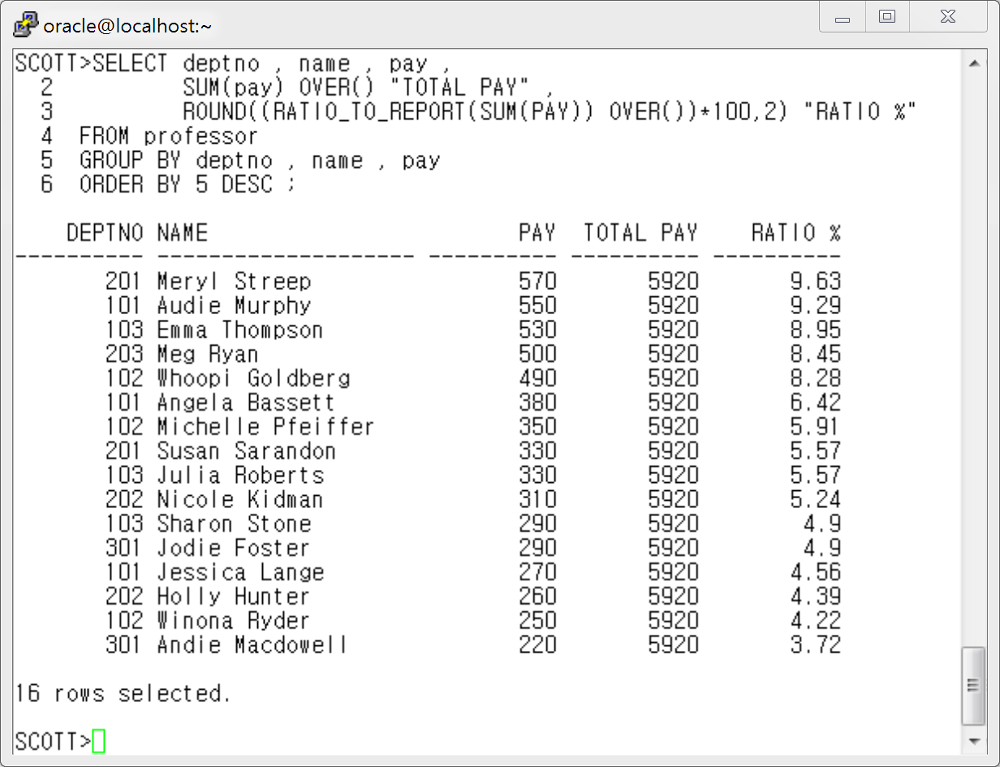 oracle@localhost:~
SCOTT>SELECT deptno , name , pay ,
  2          SUM(pay) OVER() "TOTAL PAY" ,
  3          ROUND((RATIO_TO_REPORT(SUM(PAY)) OVER())*100,2) "RATIO %"
  4  FROM professor
  5  GROUP BY deptno , name , pay
  6  ORDER BY 5 DESC ;
    DEPTNO NAME                        PAY  TOTAL PAY    RATIO %
---------- -------------------- ---------- ---------- ----------
       201 Meryl Streep                570       5920       9.63
       101 Audie Murphy                550       5920       9.29
       103 Emma Thompson               530       5920       8.95
       203 Meg Ryan                    500       5920       8.45
       102 Whoopi Goldberg             490       5920       8.28
       101 Angela Bassett              380       5920       6.42
       102 Michelle Pfeiffer           350       5920       5.91
       201 Susan Sarandon              330       5920       5.57
       103 Julia Roberts               330       5920       5.57
       202 Nicole Kidman               310       5920       5.24
       103 Sharon Stone                290       5920        4.9
       301 Jodie Foster                290       5920        4.9
       101 Jessica Lange               270       5920       4.56
       202 Holly Hunter                260       5920       4.39
       102 Winona Ryder                250       5920       4.22
       301 Andie Macdowell             220       5920       3.72
16 rows selected.
SCOTT>